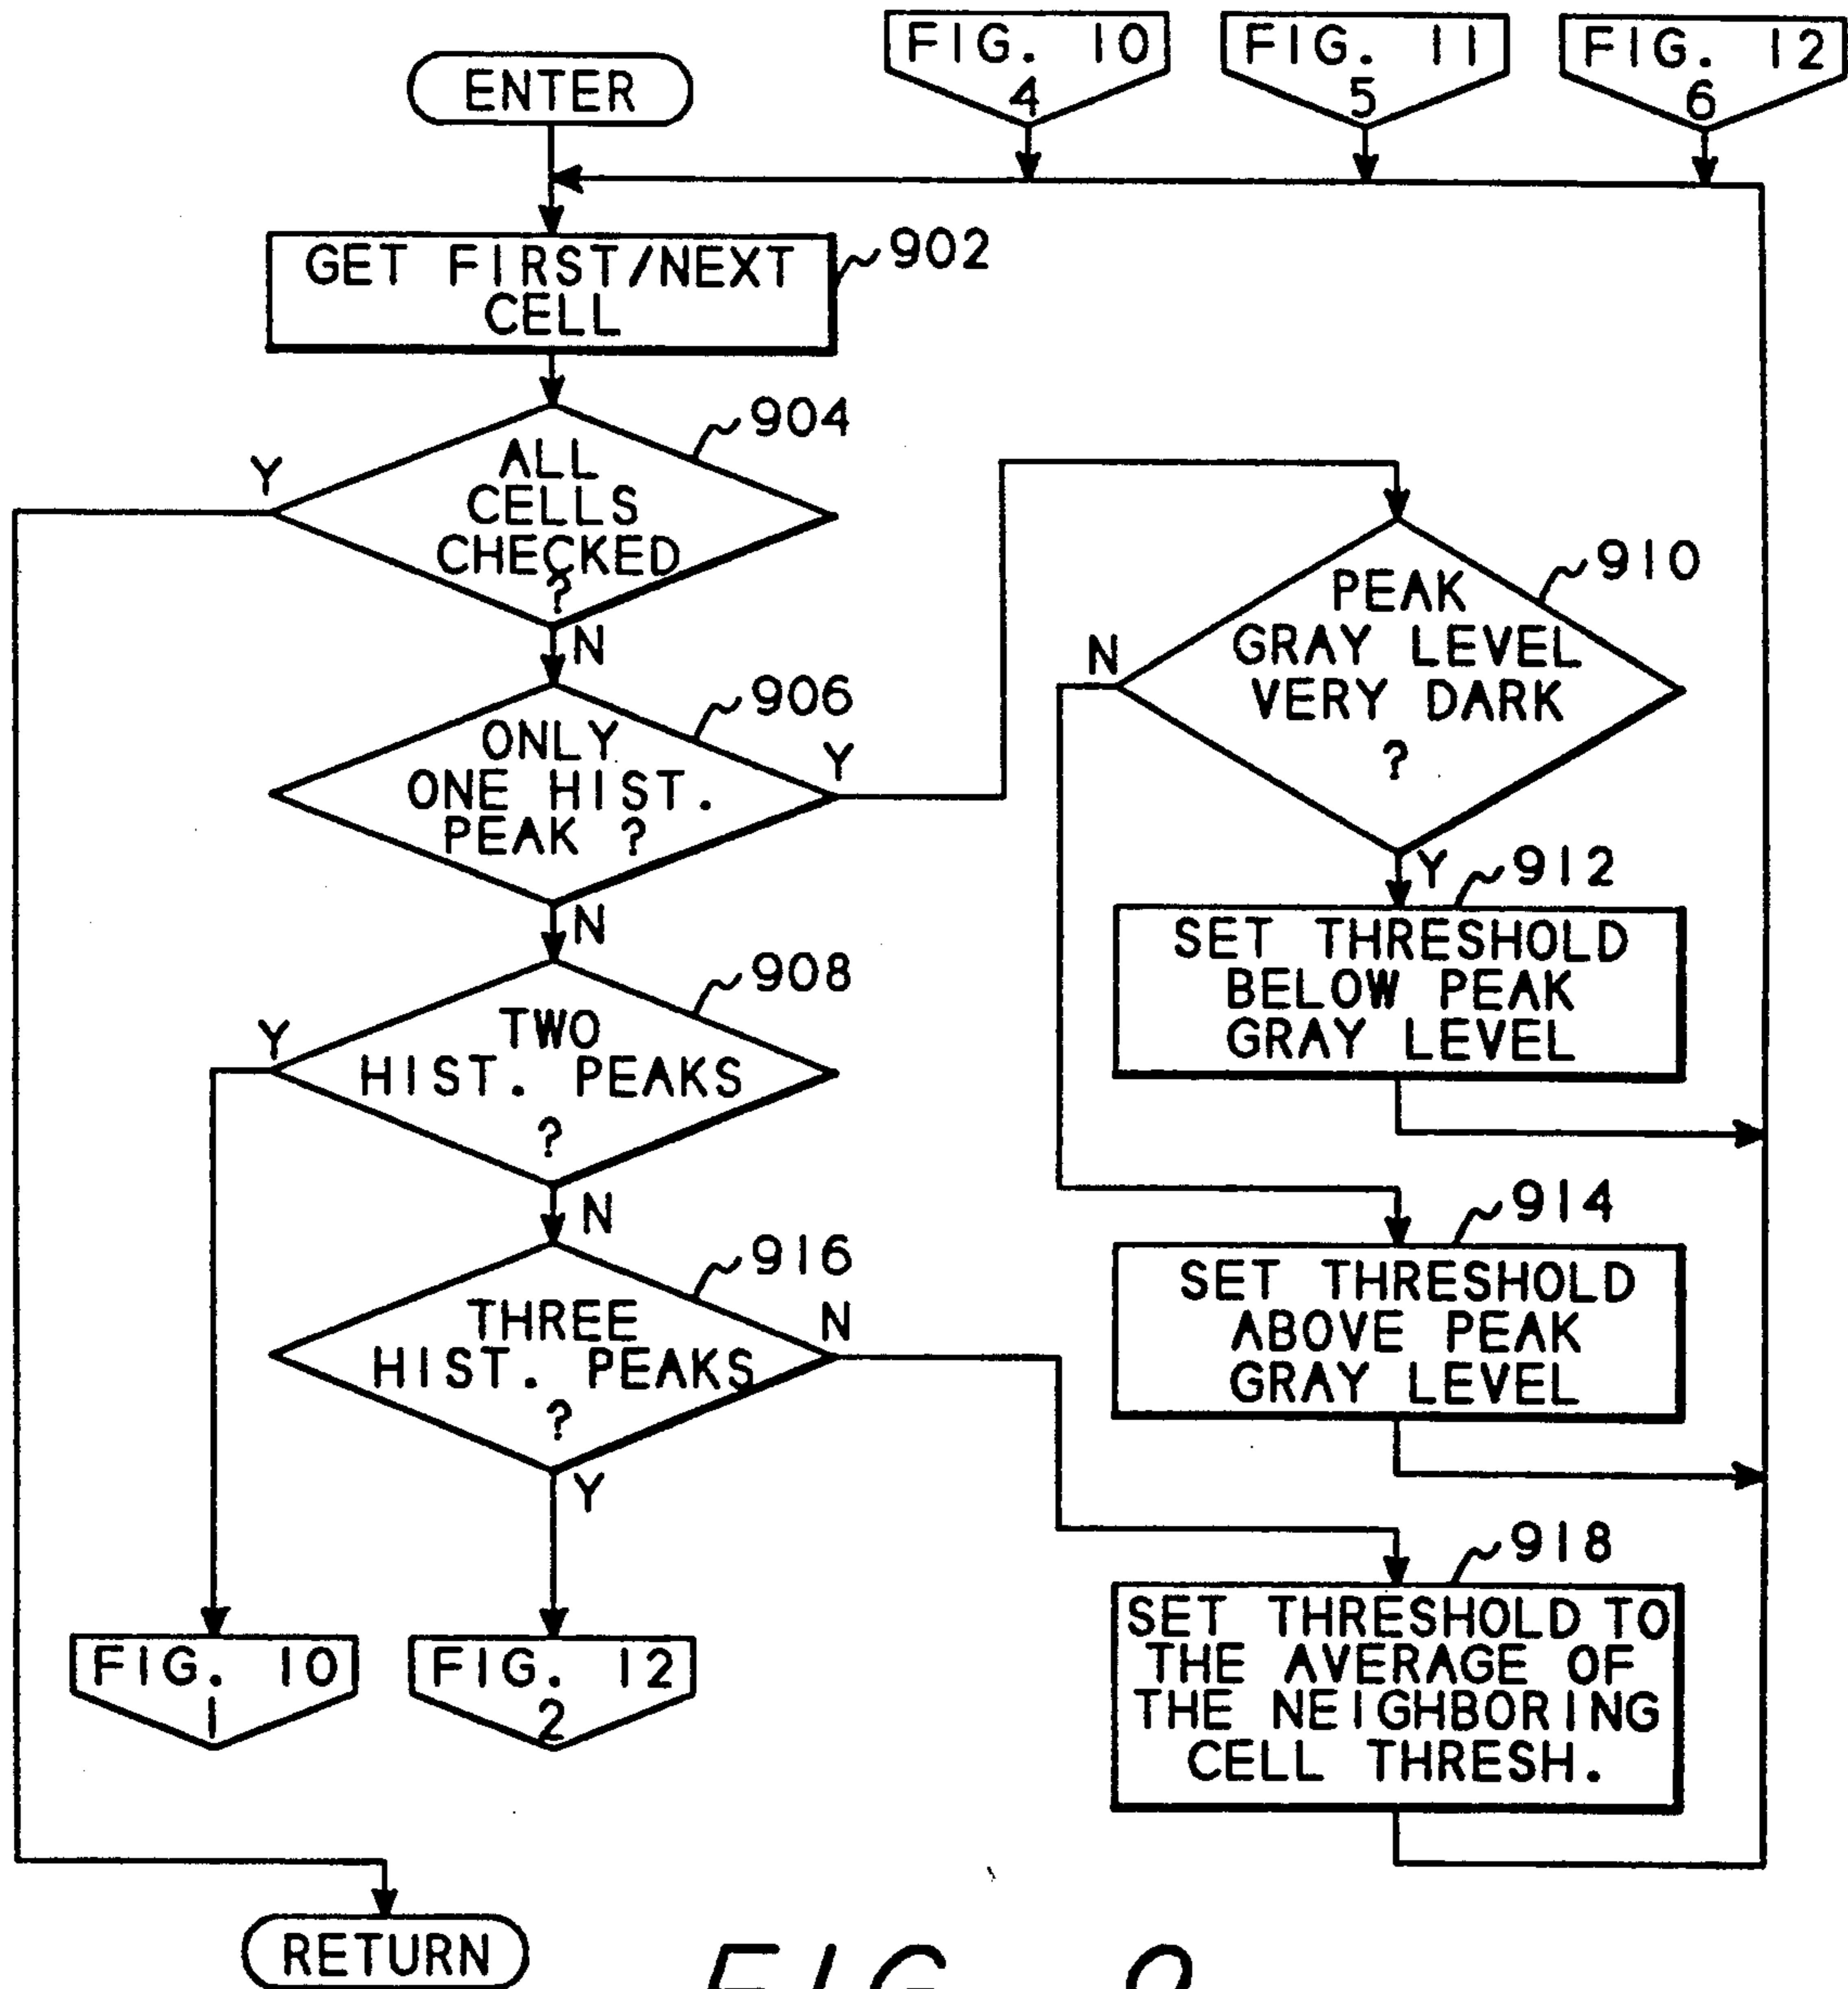 FIG. 10
4
FIG. 11
5
FIG. 12
6
ENTER
902
GET FIRST/NEXT
CELL
904
ALL
CELLS
CHECKED
?
Y
N
906
ONLY
ONE HIST.
PEAK ?
Y
N
908
TWO
HIST. PEAKS
?
Y
N
916
THREE
HIST. PEAKS
?
N
Y
910
PEAK
GRAY LEVEL
VERY DARK
?
N
Y
912
SET THRESHOLD
BELOW PEAK
GRAY LEVEL
914
SET THRESHOLD
ABOVE PEAK
GRAY LEVEL
918
SET THRESHOLD TO
THE AVERAGE OF
THE NEIGHBORING
CELL THRESH.
FIG. 10
1
FIG. 12
2
RETURN
FIG. 9